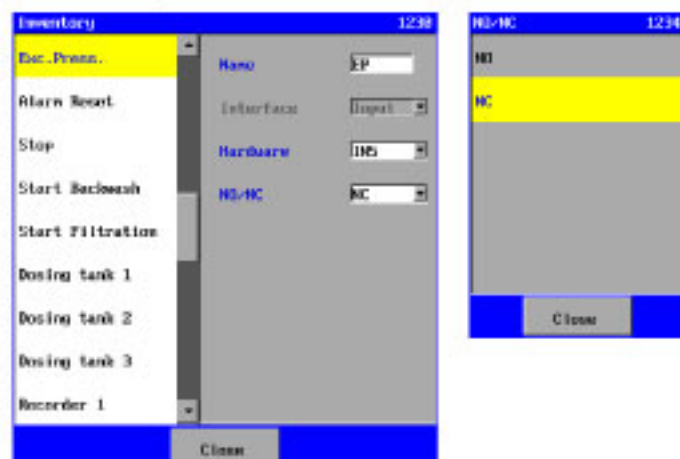 Inventory 1230
Exc.Press.
Alarm Reset
Stop
Start Backwash
Start Filtration
Dosing tank 1
Dosing tank 2
Dosing tank 3
Recorder 1
Name EP
Interface Input
Hardware IN5
NO/NC NC
Close
NO/NC 1234
NO
NC
Close